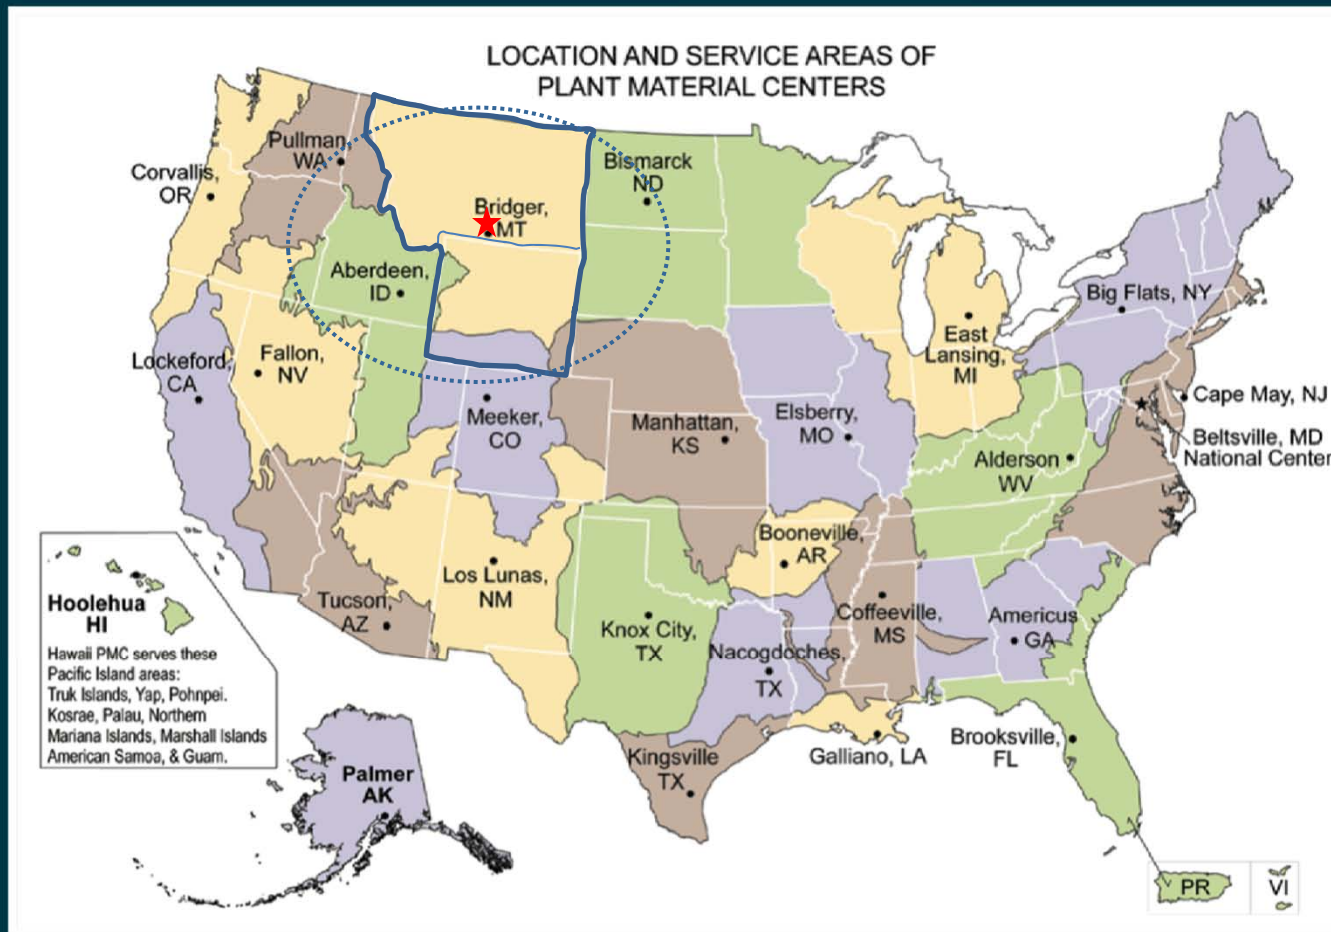 LOCATION AND SERVICE AREAS OF
PLANT MATERIAL CENTERS
Pullman
WA
Corvallis,
OR
Bridger,
MT
Bismarck
ND
Aberdeen,
ID
Big Flats, NY
East
Lansing,
MI
Lockeford,
CA
Fallon,
NV
Meeker,
CO
Manhattan,
KS
Elsberry,
MO
Cape May, NJ
Beltsville, MD
National Center
Alderson
WV
Booneville,
AR
Los Lunas,
NM
Tucson,
AZ
Knox City,
TX
Nacogdoches,
TX
Coffeeville,
MS
Americus
GA
Hoolehua
HI
Hawaii PMC serves these
Pacific Island areas:
Truk Islands, Yap, Pohnpei.
Kosrae, Palau, Northern
Mariana Islands, Marshall Islands
American Samoa, & Guam.
Kingsville
TX
Galliano, LA
Brooksville,
FL
Palmer
AK
PR
VI